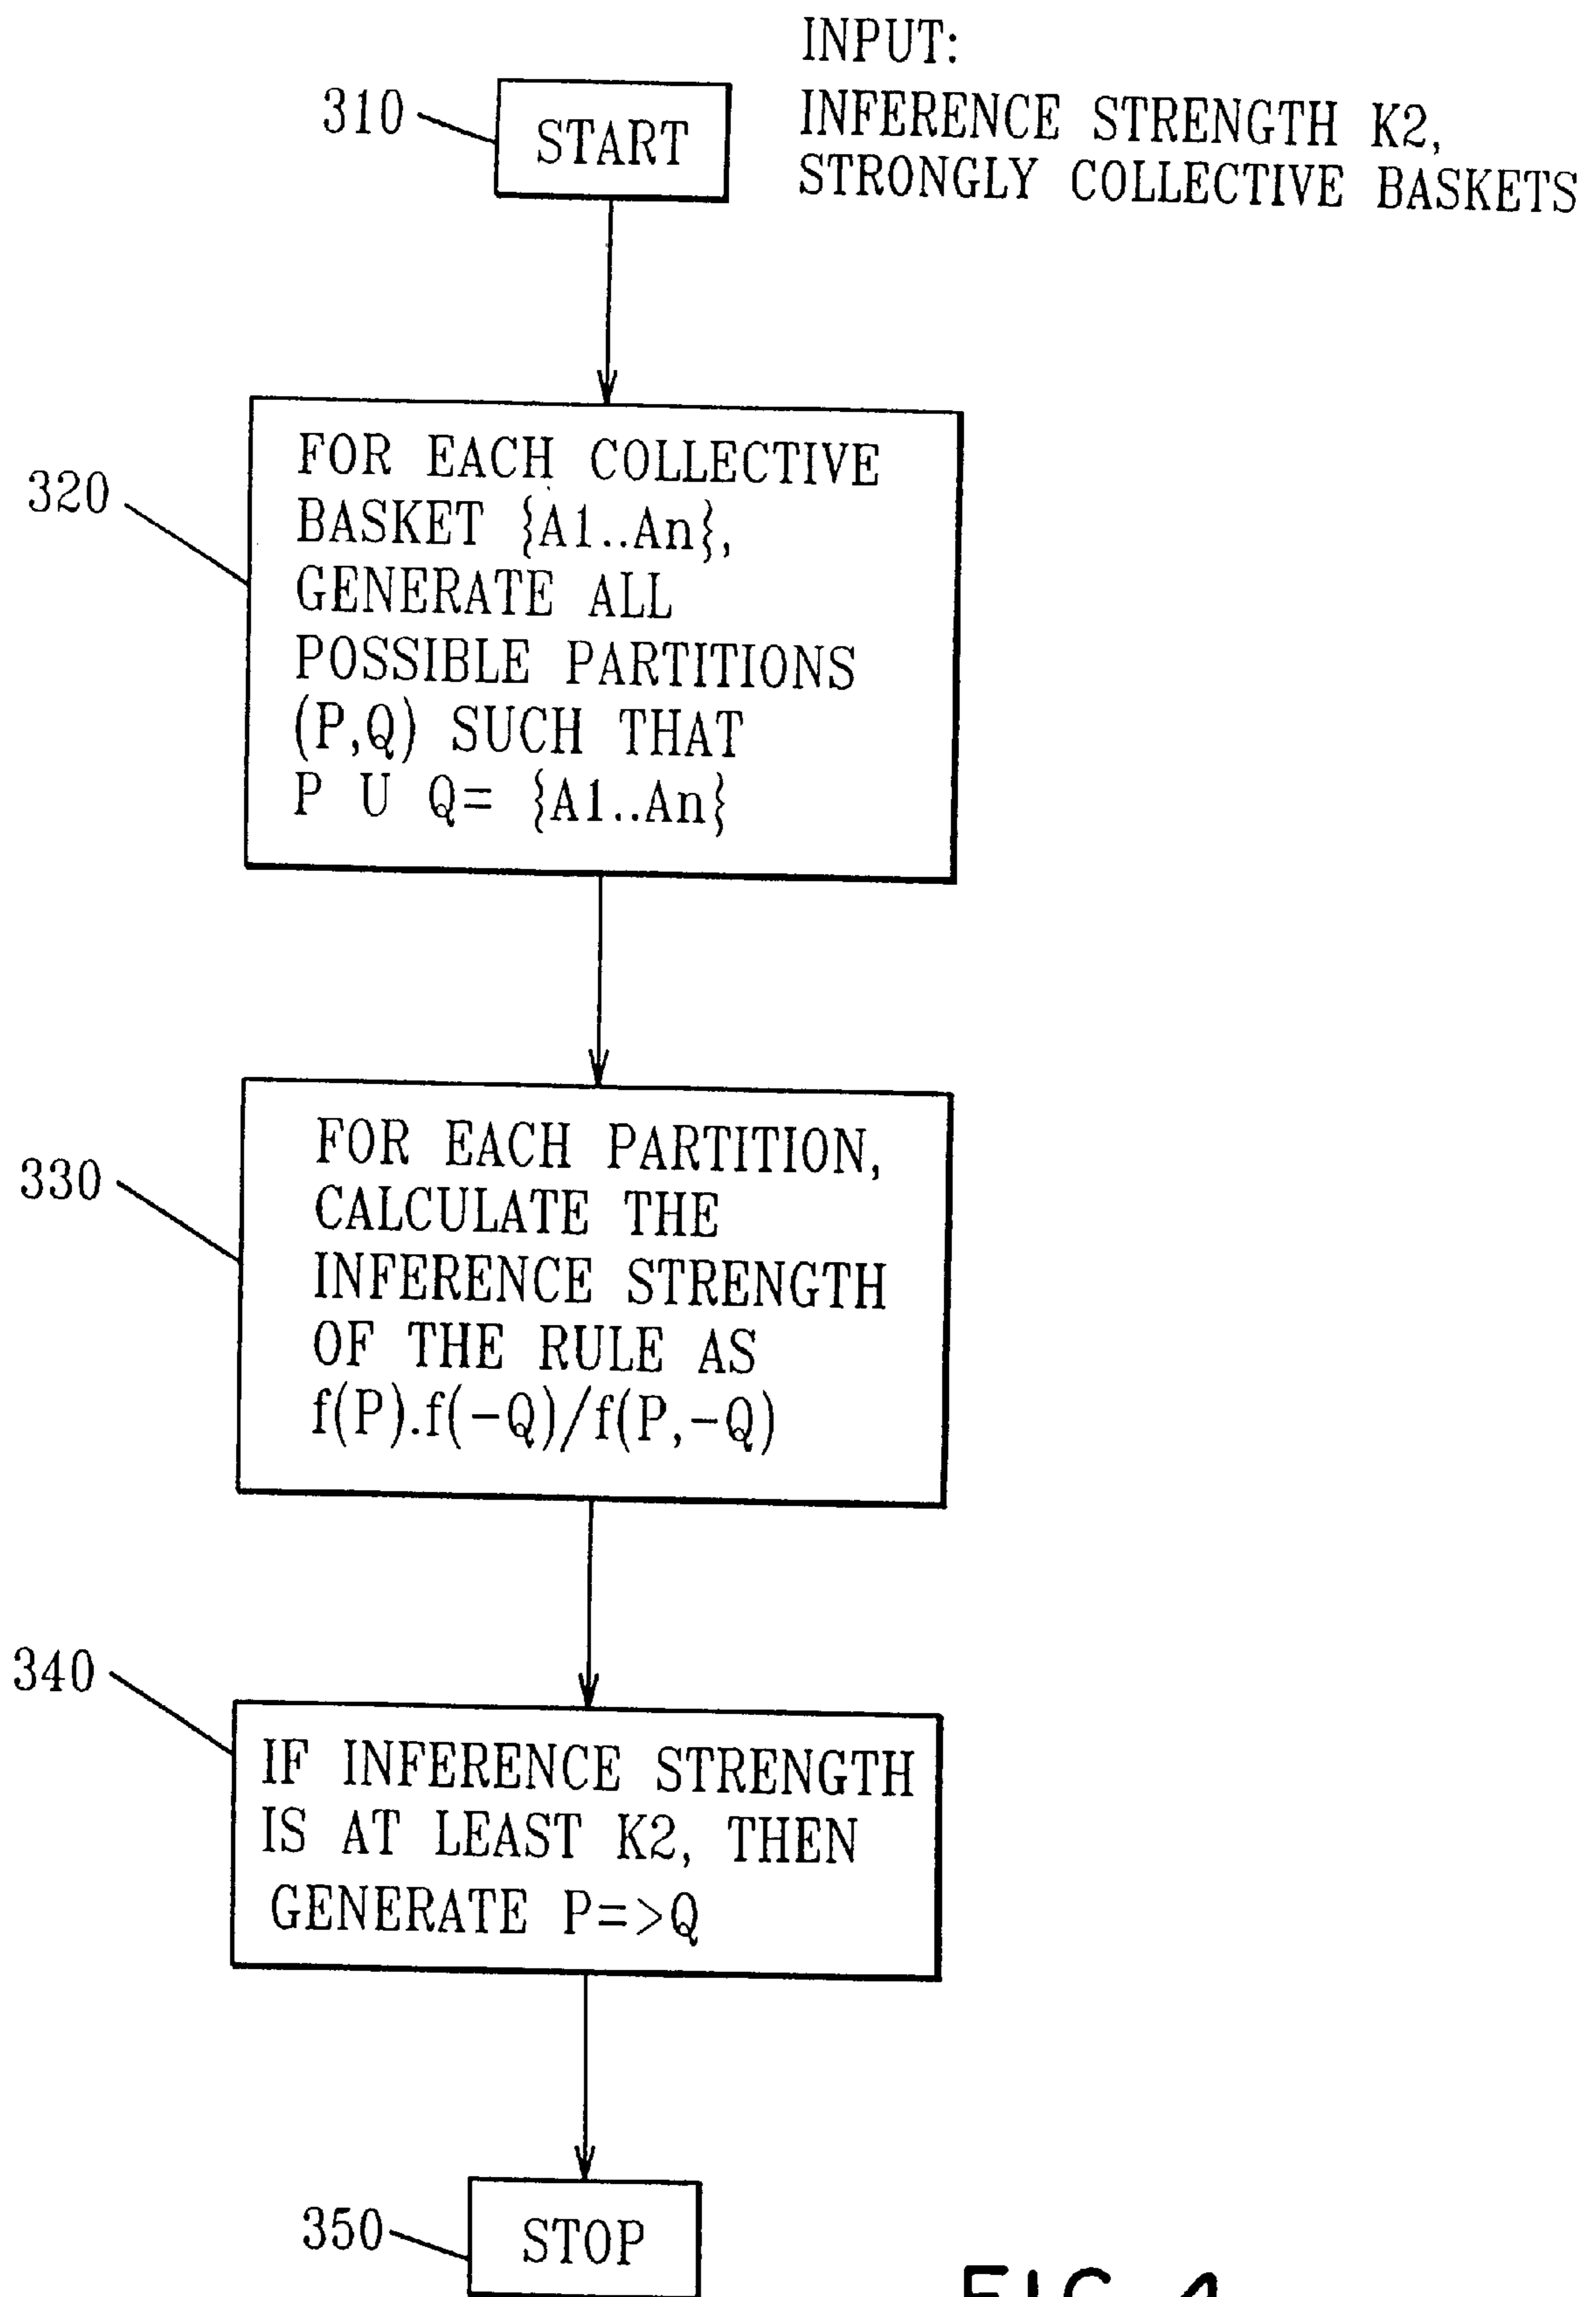 INPUT:
INFERENCE STRENGTH K2,
STRONGLY COLLECTIVE BASKETS
310
START
320
FOR EACH COLLECTIVE
BASKET {A1..An},
GENERATE ALL
POSSIBLE PARTITIONS
(P,Q) SUCH THAT
P U Q= {A1..An}
330
FOR EACH PARTITION,
CALCULATE THE
INFERENCE STRENGTH
OF THE RULE AS
f(P).f(-Q)/f(P,-Q)
340
IF INFERENCE STRENGTH
IS AT LEAST K2, THEN
GENERATE P=>Q
350
STOP